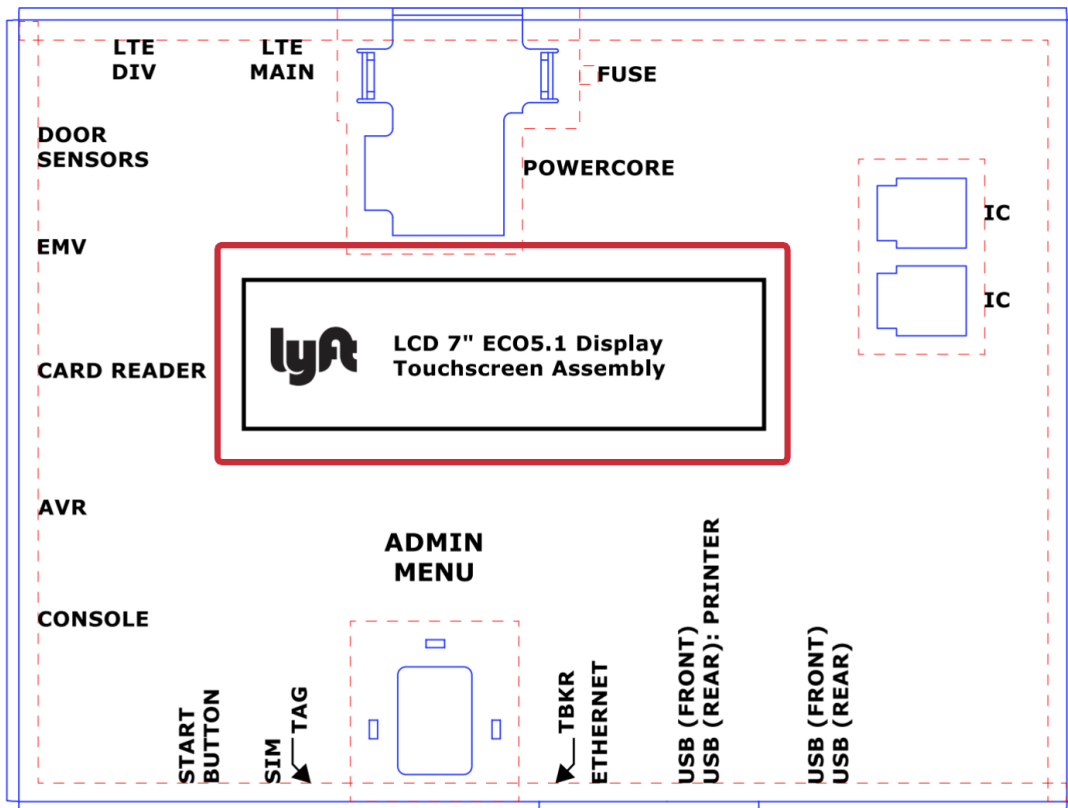 LTE
DIV
LTE
MAIN
FUSE
DOOR
SENSORS
POWERCORE
IC
EMV
IC
lyft
LCD 7" ECO5.1 Display
Touchscreen Assembly
CARD READER
AVR
ADMIN
MENU
CONSOLE
START
BUTTON
SIM
TAG
TBKR
ETHERNET
USB (FRONT)
USB (REAR): PRINTER
USB (FRONT)
USB (REAR)